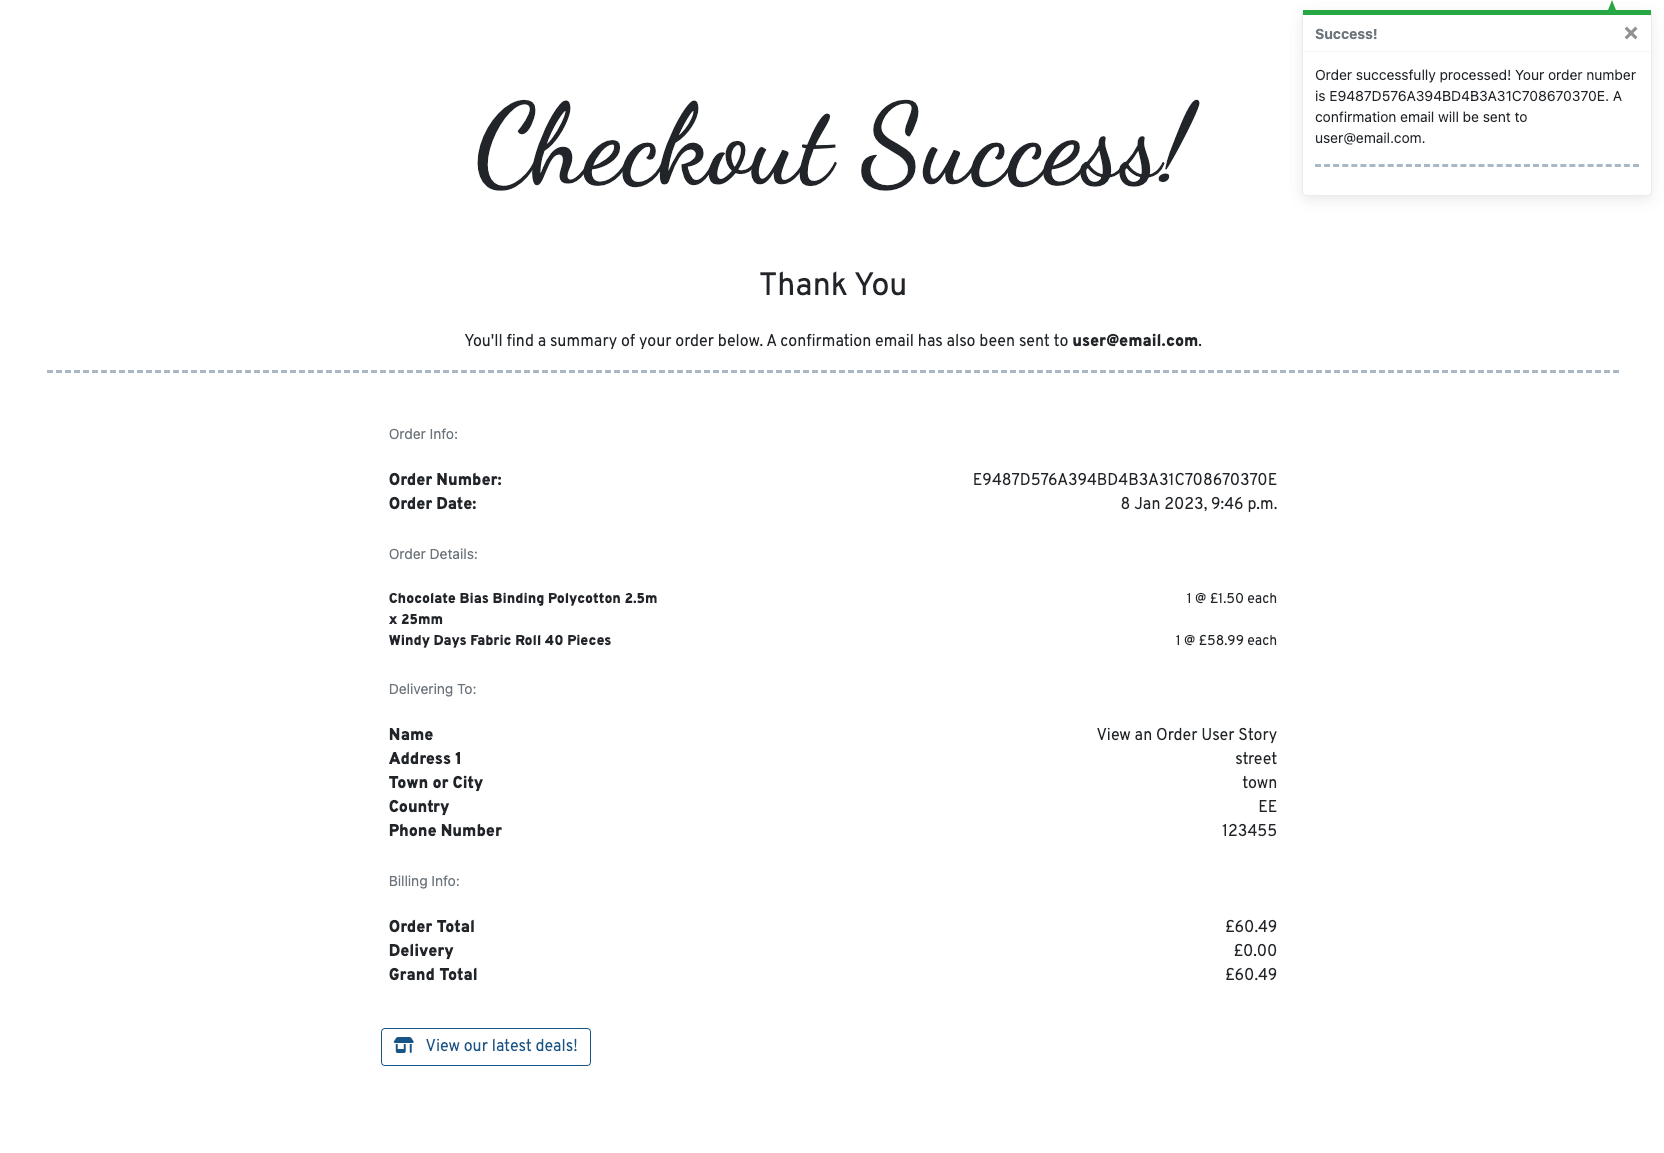 Success!
Order successfully processed! Your order number
is E9487D576A394BD4B3A31C708670370E. A
confirmation email will be sent to
user@email.com.
Checkout Success!
Thank You
You'll find a summary of your order below. A confirmation email has also been sent to user@email.com.
Order Info:
Order Number: E9487D576A394BD4B3A31C708670370E
Order Date: 8 Jan 2023, 9:46 p.m.
Order Details:
Chocolate Bias Binding Polycotton 2.5m 1 @ £1.50 each
x 25mm
Windy Days Fabric Roll 40 Pieces 1 @ £58.99 each
Delivering To:
Name View an Order User Story
Address 1 street
Town or City town
Country EE
Phone Number 123455
Billing Info:
Order Total £60.49
Delivery £0.00
Grand Total £60.49
View our latest deals!